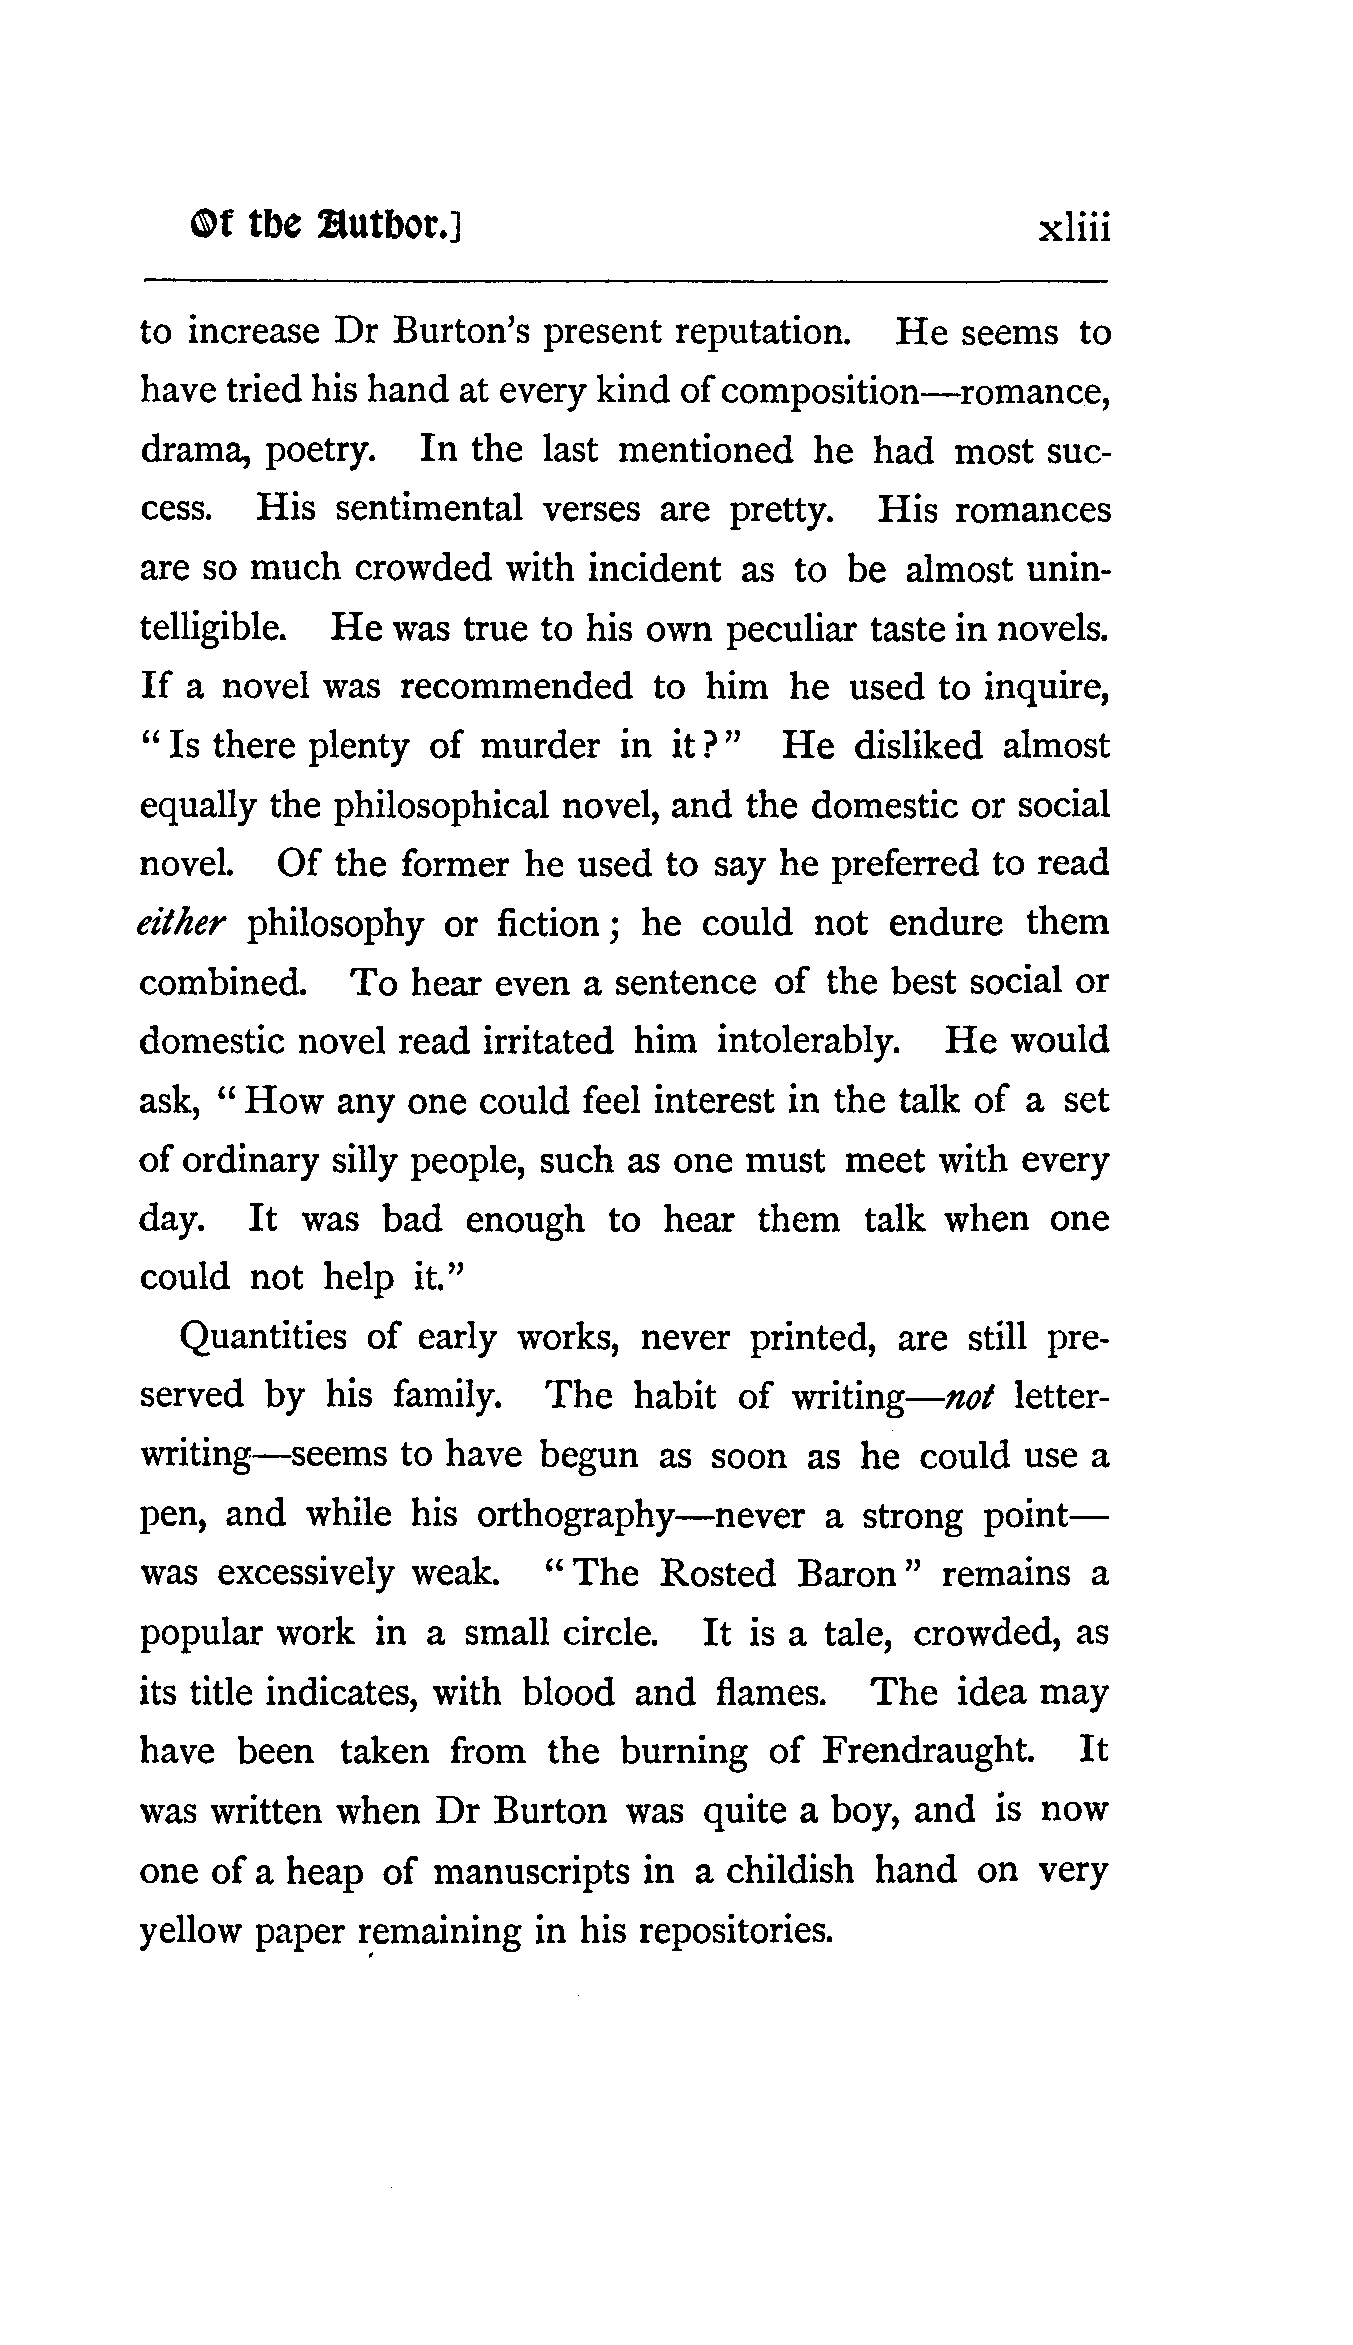 Of the Author.] xliii
to increase Dr Burton's present reputation. He seems to
have tried his hand at every kind of composition—romance,
drama, poetry. In the last mentioned he had most suc-
cess. His sentimental verses are pretty. His romances
are so much crowded with incident as to be almost unin-
telligible. He was true to his own peculiar taste in novels.
If a novel was recommended to him he used to inquire,
“Is there plenty of murder in it?” He disliked almost
equally the philosophical novel, and the domestic or social
novel. Of the former he used to say he preferred to read
either philosophy or fiction; he could not endure them
combined. To hear even a sentence of the best social or
domestic novel read irritated him intolerably. He would
ask, “How any one could feel interest in the talk of a set
of ordinary silly people, such as one must meet with every
day. It was bad enough to hear them talk when one
could not help it.”
Quantities of early works, never printed, are still pre-
served by his family. The habit of writing—not letter-
writing—seems to have begun as soon as he could use a
pen, and while his orthography—never a strong point—
was excessively weak. “The Rosted Baron” remains a
popular work in a small circle. It is a tale, crowded, as
its title indicates, with blood and flames. The idea may
have been taken from the burning of Frendraught. It
was written when Dr Burton was quite a boy, and is now
one of a heap of manuscripts in a childish hand on very
yellow paper remaining in his repositories.